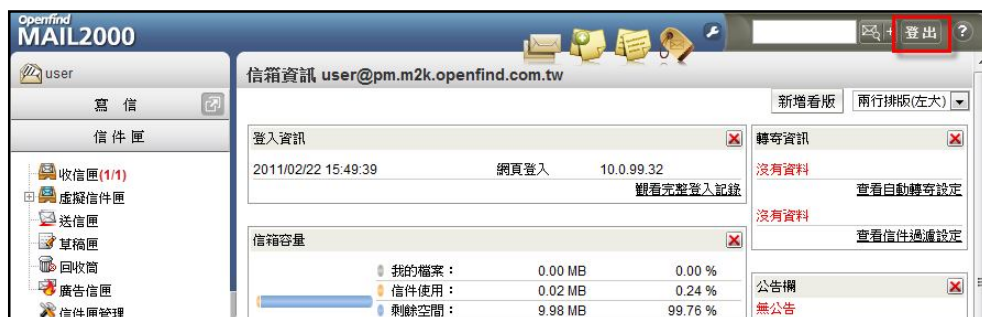 Openfind
MAIL2000
登出
?
user
信箱資訊 user@pm.m2k.openfind.com.tw
寫 信
新增看版
兩行排版(左大)
信件匣
登入資訊
轉寄資訊
2011/02/22 15:49:39 網頁登入 10.0.99.32
沒有資料
收信匣(1/1)
觀看完整登入記錄
查看自動轉寄設定
虛擬信件匣
送信匣
沒有資料
草稿匣
信箱容量
查看信件過濾設定
回收筒
我的檔案: 0.00 MB 0.00 %
廣告信匣
信件使用: 0.02 MB 0.24 %
公告欄
信件匣管理
剩餘空間: 9.98 MB 99.76 %
無公告